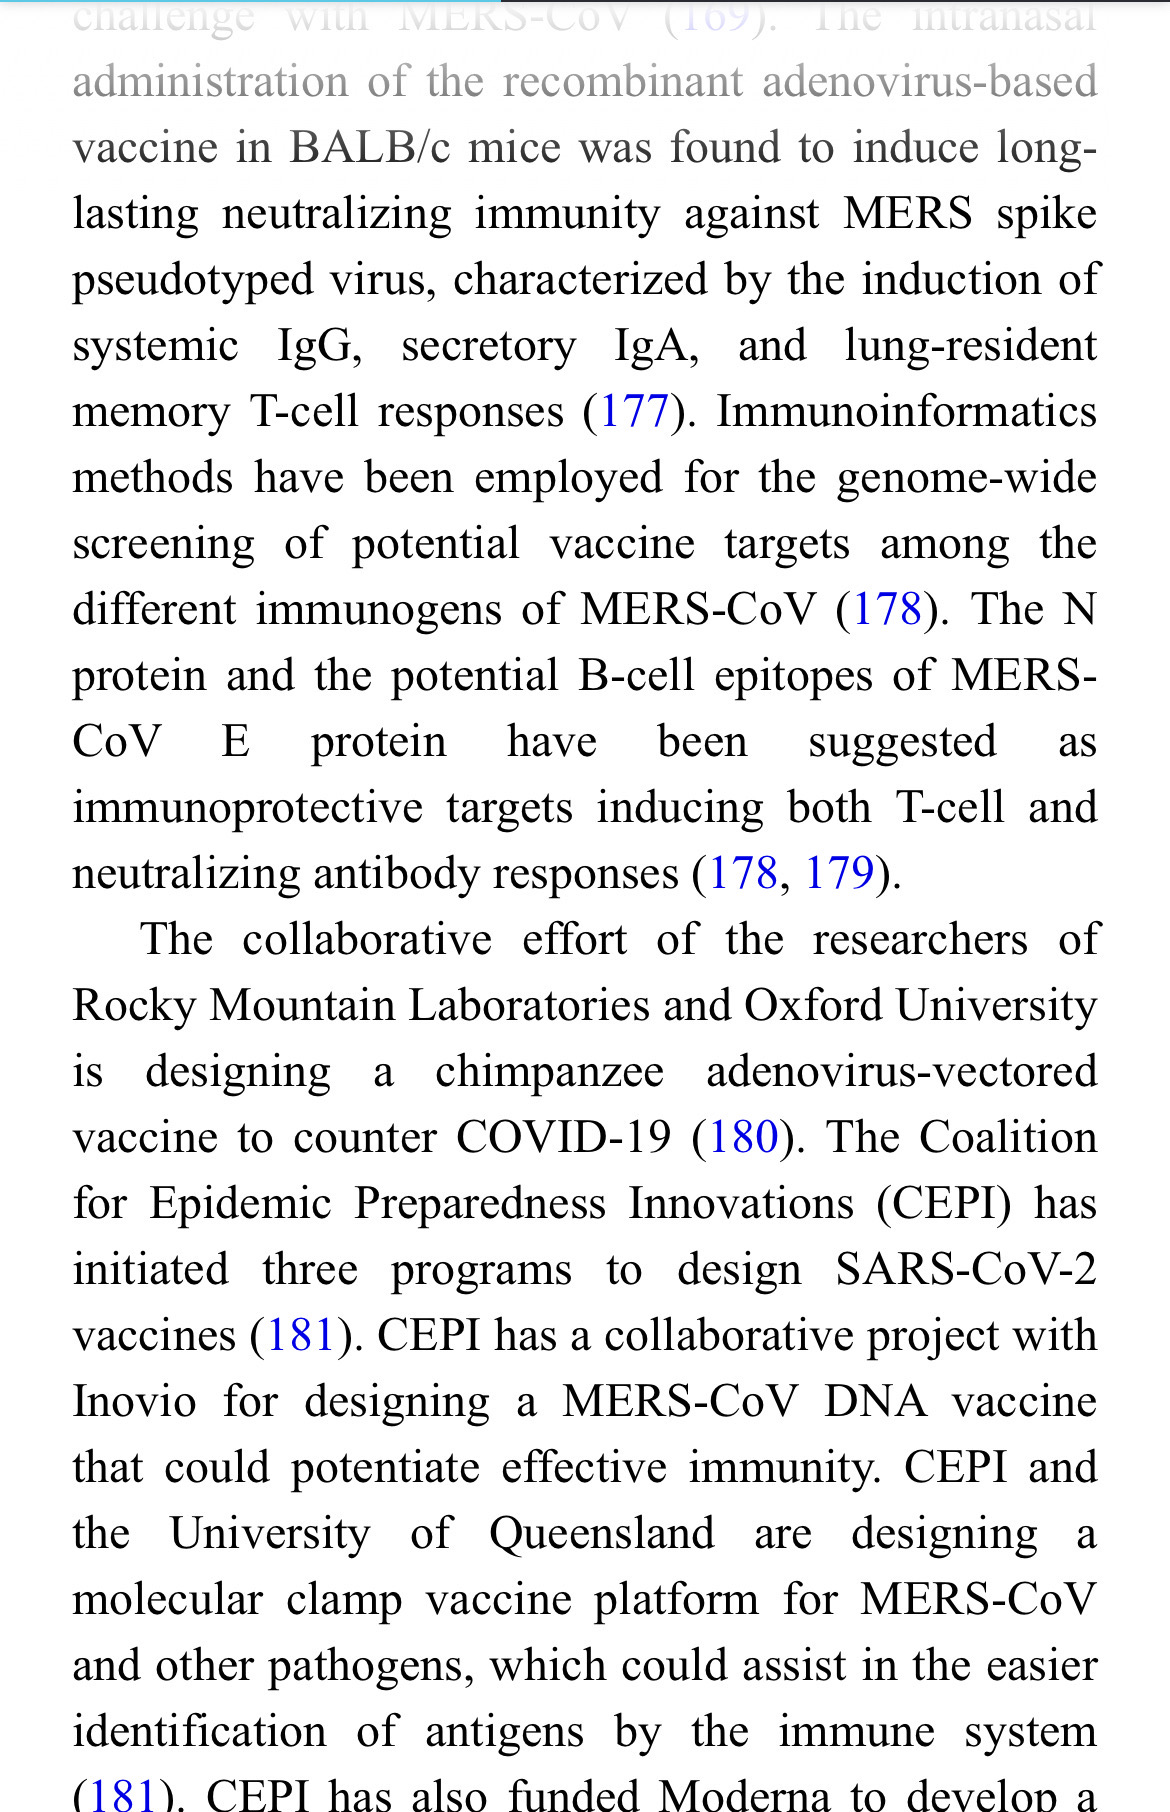 challenge with MERS-CoV (169). The intranasal
administration of the recombinant adenovirus-based
vaccine in BALB/c mice was found to induce long-
lasting neutralizing immunity against MERS spike
pseudotyped virus, characterized by the induction of
systemic IgG, secretory IgA, and lung-resident
memory T-cell responses (177). Immunoinformatics
methods have been employed for the genome-wide
screening of potential vaccine targets among the
different immunogens of MERS-CoV (178). The N
protein and the potential B-cell epitopes of MERS-
CoV E protein have been suggested as
immunoprotective targets inducing both T-cell and
neutralizing antibody responses (178, 179).
The collaborative effort of the researchers of
Rocky Mountain Laboratories and Oxford University
is designing a chimpanzee adenovirus-vectored
vaccine to counter COVID-19 (180). The Coalition
for Epidemic Preparedness Innovations (CEPI) has
initiated three programs to design SARS-CoV-2
vaccines (181). CEPI has a collaborative project with
Inovio for designing a MERS-CoV DNA vaccine
that could potentiate effective immunity. CEPI and
the University of Queensland are designing a
molecular clamp vaccine platform for MERS-CoV
and other pathogens, which could assist in the easier
identification of antigens by the immune system
(181). CEPI has also funded Moderna to develop a